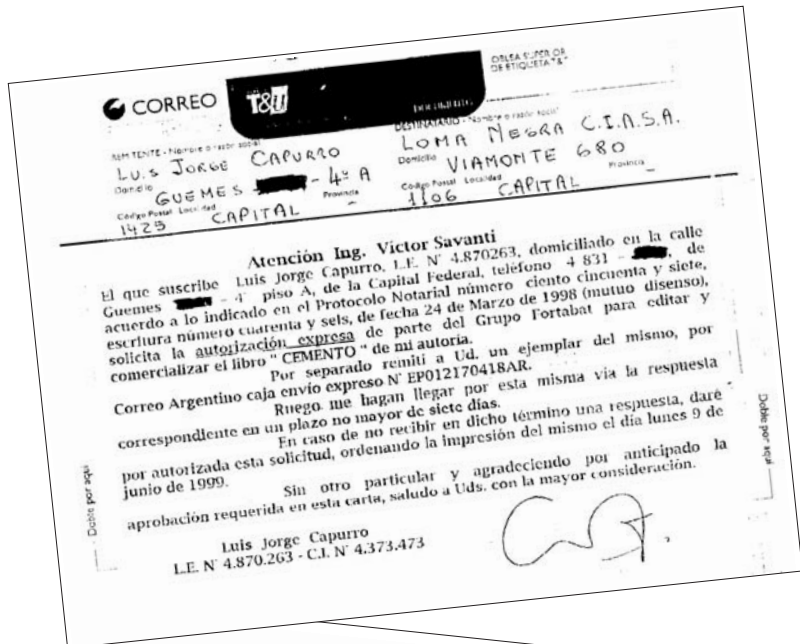 CORREO
T&U
OBLEA SUPERIOR
DE ETIQUETA "T&
documento
REMITENTE - Nombre o razón social
LUIS JORGE CAPURRO
Domicilio
GUEMES - 4º A
Código Postal Localidad Provincia
1425 CAPITAL
DESTINATARIO - Nombre o razón social
LOMA NEGRA C.I.A.S.A.
Domicilio
VIAMONTE 680
Código Postal Localidad Provincia
1106 CAPITAL
Atención Ing. Víctor Savanti
El que suscribe Luis Jorge Capurro, L.E. Nº 4.870263, domiciliado en la calle
Guemes - 4º piso A, de la Capital Federal, teléfono 4 831 - , de
acuerdo a lo indicado en el Protocolo Notarial número ciento cincuenta y siete,
escritura número cuarenta y seis, de fecha 24 de Marzo de 1998 (mutuo disenso),
solicita la autorización expresa de parte del Grupo Fortabat para editar y
comercializar el libro " CEMENTO " de mi autoría.
Por separado remití a Ud. un ejemplar del mismo, por
Correo Argentino caja envío expreso Nº EP012170418AR.
Ruego me hagan llegar por esta misma vía la respuesta
correspondiente en un plazo no mayor de siete días.
En caso de no recibir en dicho término una respuesta, daré
por autorizada esta solicitud, ordenando la impresión del mismo el día lunes 9 de
junio de 1999.
Sin otro particular y agradeciendo por anticipado la
aprobación requerida en esta carta, saludo a Uds. con la mayor consideración.
Luis Jorge Capurro
L.E. Nº 4.870.263 - C.I. Nº 4.373.473
Doble por aquí
Doble por aquí